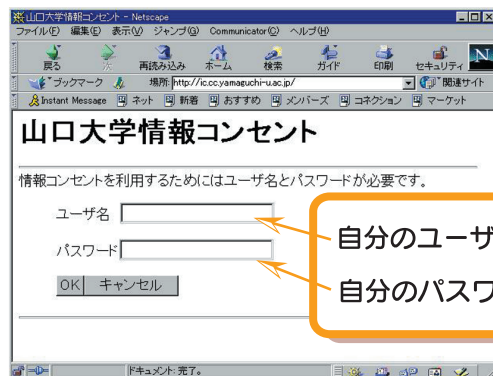 山口大学情報コンセント - Netscape
ファイル(F) 編集(E) 表示(V) ジャンプ(G) Communicator(C) ヘルプ(H)
戻る 次 再読み込み ホーム 検索 ガイド 印刷 セキュリティ N
ブックマーク 場所: http://ic.cc.yamaguchi-u.ac.jp/ 関連サイト
Instant Message ネット 新着 おすすめ メンバーズ コネクション マーケット
山口大学情報コンセント
情報コンセントを利用するためにはユーザ名とパスワードが必要です。
ユーザ名
自分のユーザ
パスワード
自分のパスワ
OK キャンセル
ドキュメント: 完了。